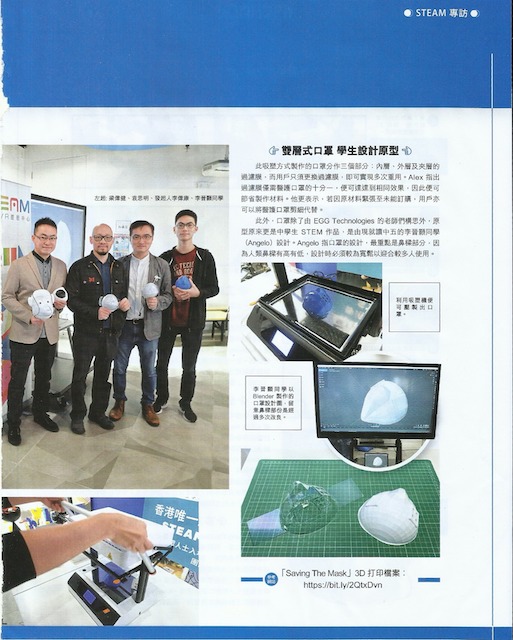 STEAM 專訪
雙層式口罩 學生設計原型
左起:梁偉健、袁思明、發起人李偉康、李晉顥同學
此吸塑方式製作的口罩分作三個部分:內層、外層及夾層的
過濾膜,而用戶只須更換過濾膜,即可實現多次重用。Alex 指出
過濾膜僅需醫護口罩的十分一,便可達達到相同效果,因此便可
節省製作材料。他更表示,若因原材料緊張至未能訂購,用戶亦
可以將醫護口罩剪細代替。
此外,口罩除了由 EGG Technologies 的老師們構思外,原
型原來更是中學生 STEM 作品,是由現就讀中五的李晉顥同學
(Angelo) 設計。Angelo 指口罩的設計,最重點是鼻樑部分,因
為人類鼻樑有高有低,設計時必須較為寬鬆以迎合較多人使用。
利用吸塑機便
可壓製出口
罩。
李晉顥同學以
Blender 製作的
口罩設計圖,留
意鼻樑部份長經
過多次改良。
香港唯一
STEA
「Saving The Mask」3D 打印檔案:
https://bit.ly/2QtxDvn